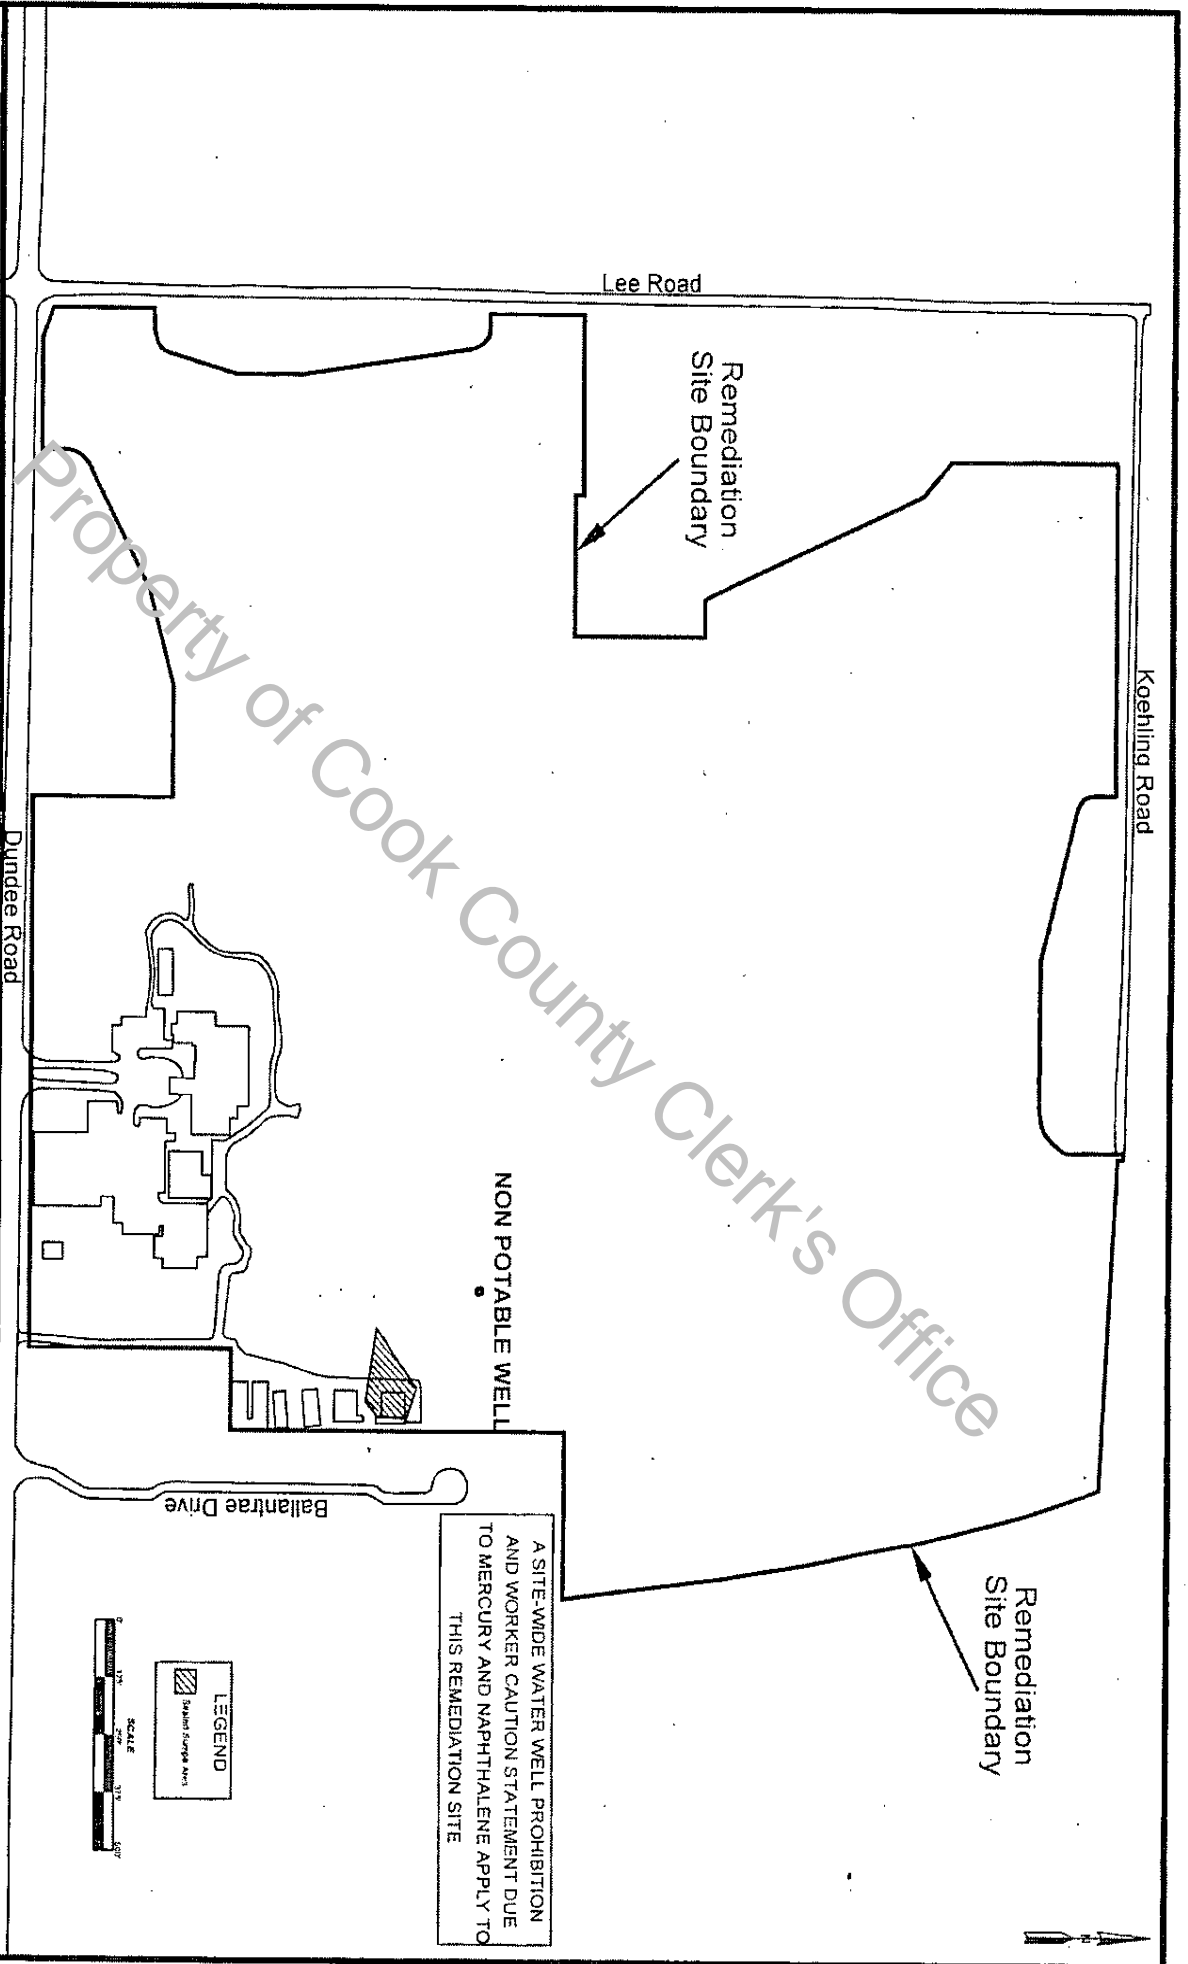 Koehling Road
Lee Road
Remediation
Site Boundary
Remediation
Site Boundary
NON POTABLE WELL
A SITE-WIDE WATER WELL PROHIBITION
AND WORKER CAUTION STATEMENT DUE
TO MERCURY AND NAPHTHALENE APPLY TO
THIS REMEDIATION SITE
Ballantrae Drive
LEGEND
SCALE
Dundee Road
N
Property of Cook County Clerk's Office